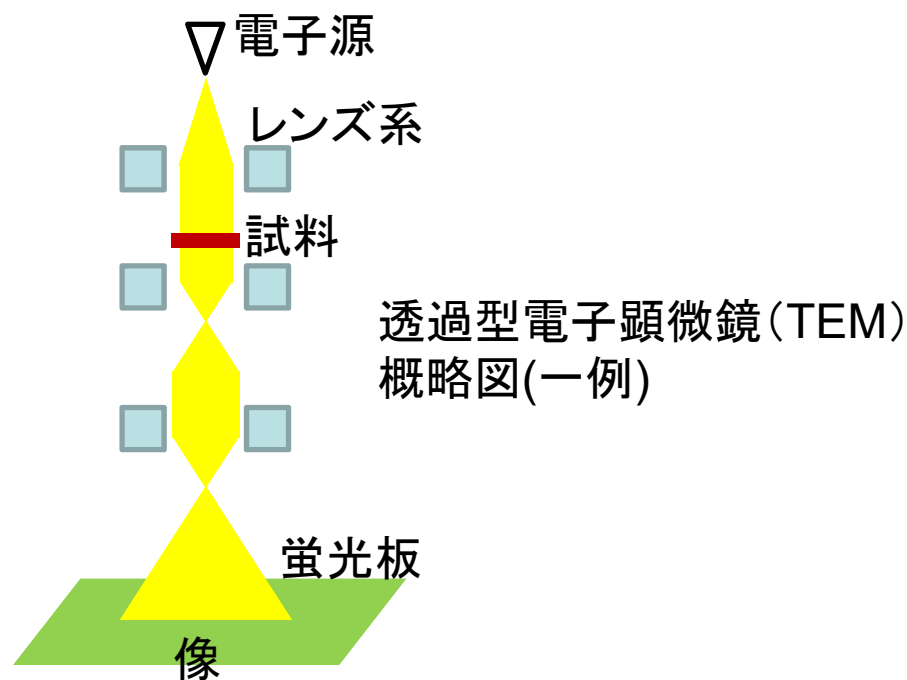 電子源
レンズ系
試料
透過型電子顕微鏡（TEM）
概略図(一例)
蛍光板
像